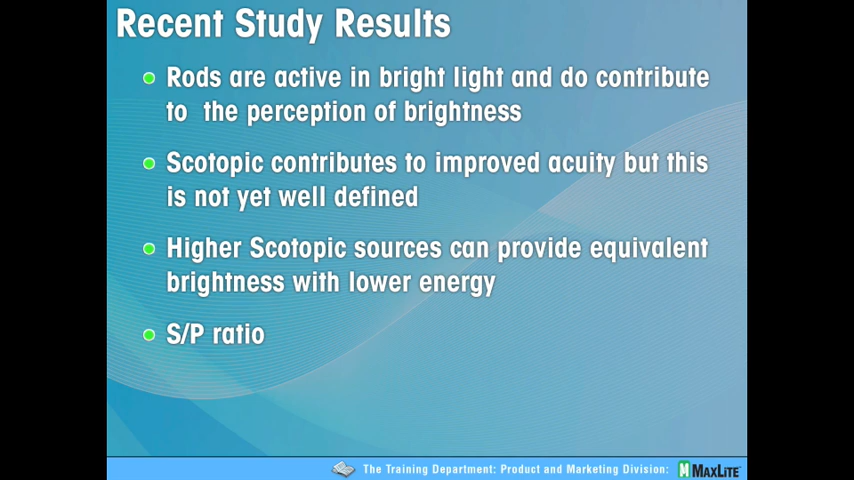 Recent Study Results
Rods are active in bright light and do contribute
to the perception of brightness
Scotopic contributes to improved acuity but this
is not yet well defined
Higher Scotopic sources can provide equivalent
brightness with lower energy
S/P ratio
The Training Department: Product and Marketing Division: MAXLITE